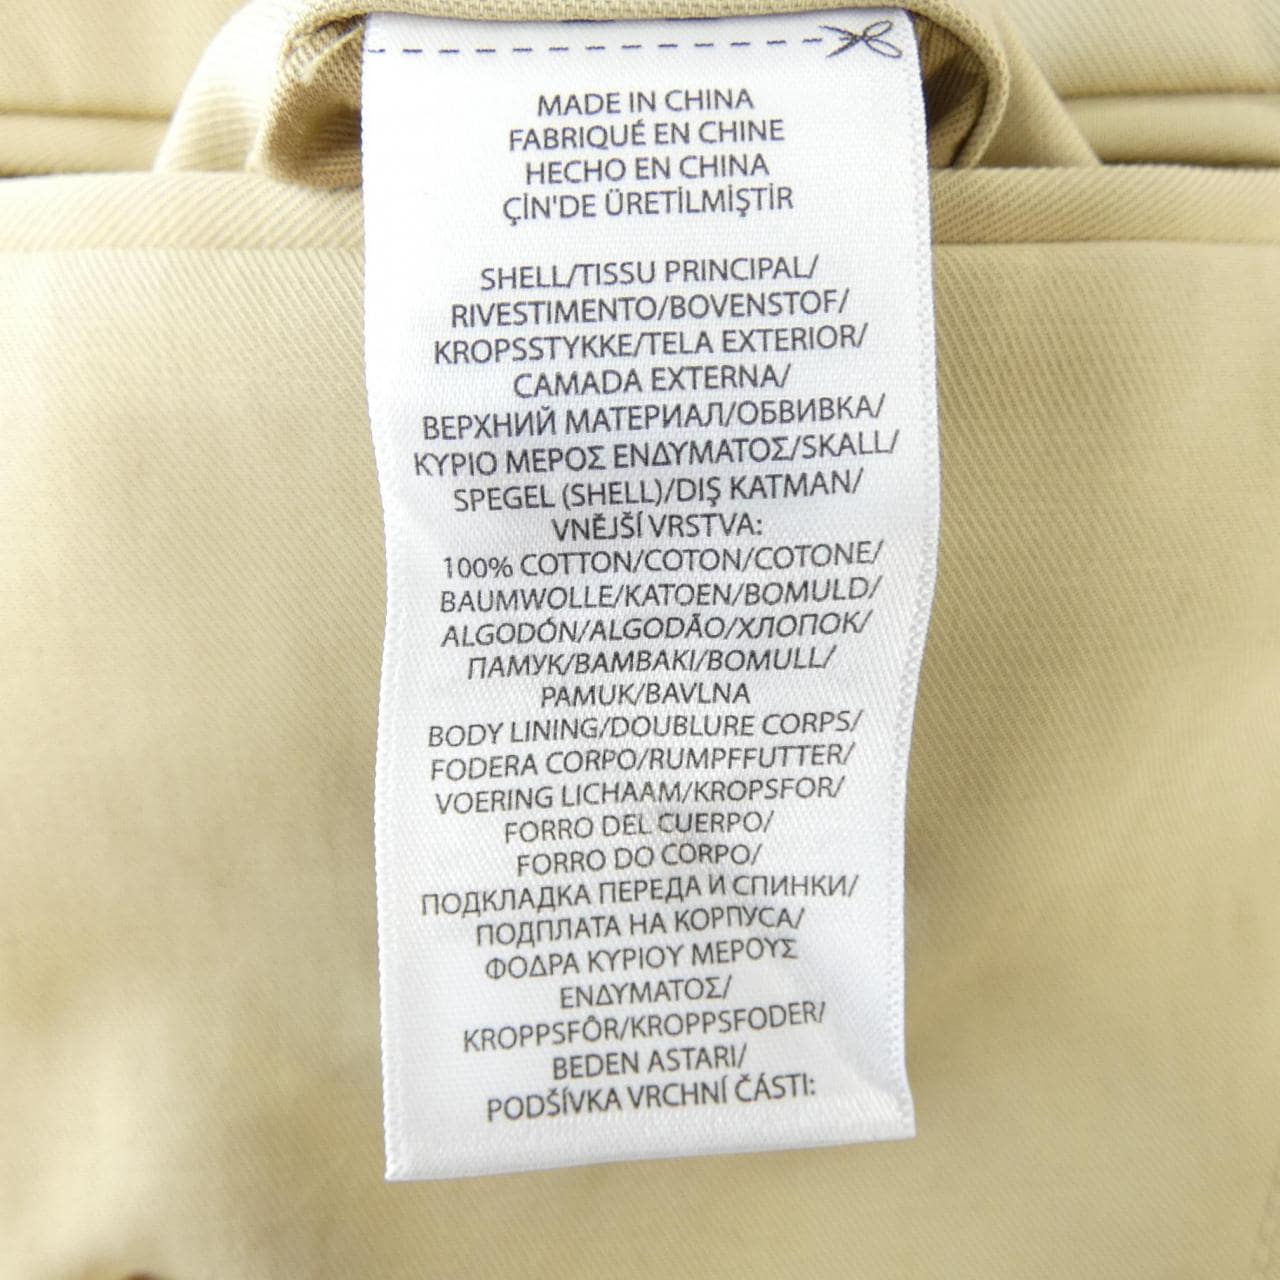 MADE IN CHINA
FABRIQUÉ EN CHINE
HECHO EN CHINA
ÇİN'DE ÜRETİLMİŞTİR
SHELL/TISSU PRINCIPAL/
RIVESTIMENTO/BOVENSTOF/
KROPSSTYKKE/TELA EXTERIOR/
CAMADA EXTERNA/
ВЕРХНИЙ МАТЕРИАЛ/ОБВИВКА/
ΚΥΡΙΟ ΜΕΡΟΣ ΕΝΔΥΜΑΤΟΣ/SKALL/
SPEGEL (SHELL)/DIŞ KATMAN/
VNĚJŠÍ VRSTVA:
100% COTTON/COTON/COTONE/
BAUMWOLLE/KATOEN/BOMULD/
ALGODÓN/ALGODÃO/ХЛОПОК/
ПАМУК/BAMBAKI/BOMULL/
PAMUK/BAVLNA
BODY LINING/DOUBLURE CORPS/
FODERA CORPO/RUMPFFUTTER/
VOERING LICHAAM/KROPSFOR/
FORRO DEL CUERPO/
FORRO DO CORPO/
ПОДКЛАДКА ПЕРЕДА И СПИНКИ/
ПОДПЛАТА НА КОРПУСА/
ΦΟΔΡΑ ΚΥΡΙΟΥ ΜΕΡΟΥΣ
ΕΝΔΥΜΑΤΟΣ/
KROPPSFÔR/KROPPSFODER/
BEDEN ASTARI/
PODŠÍVKA VRCHNÍ ČÁSTI: